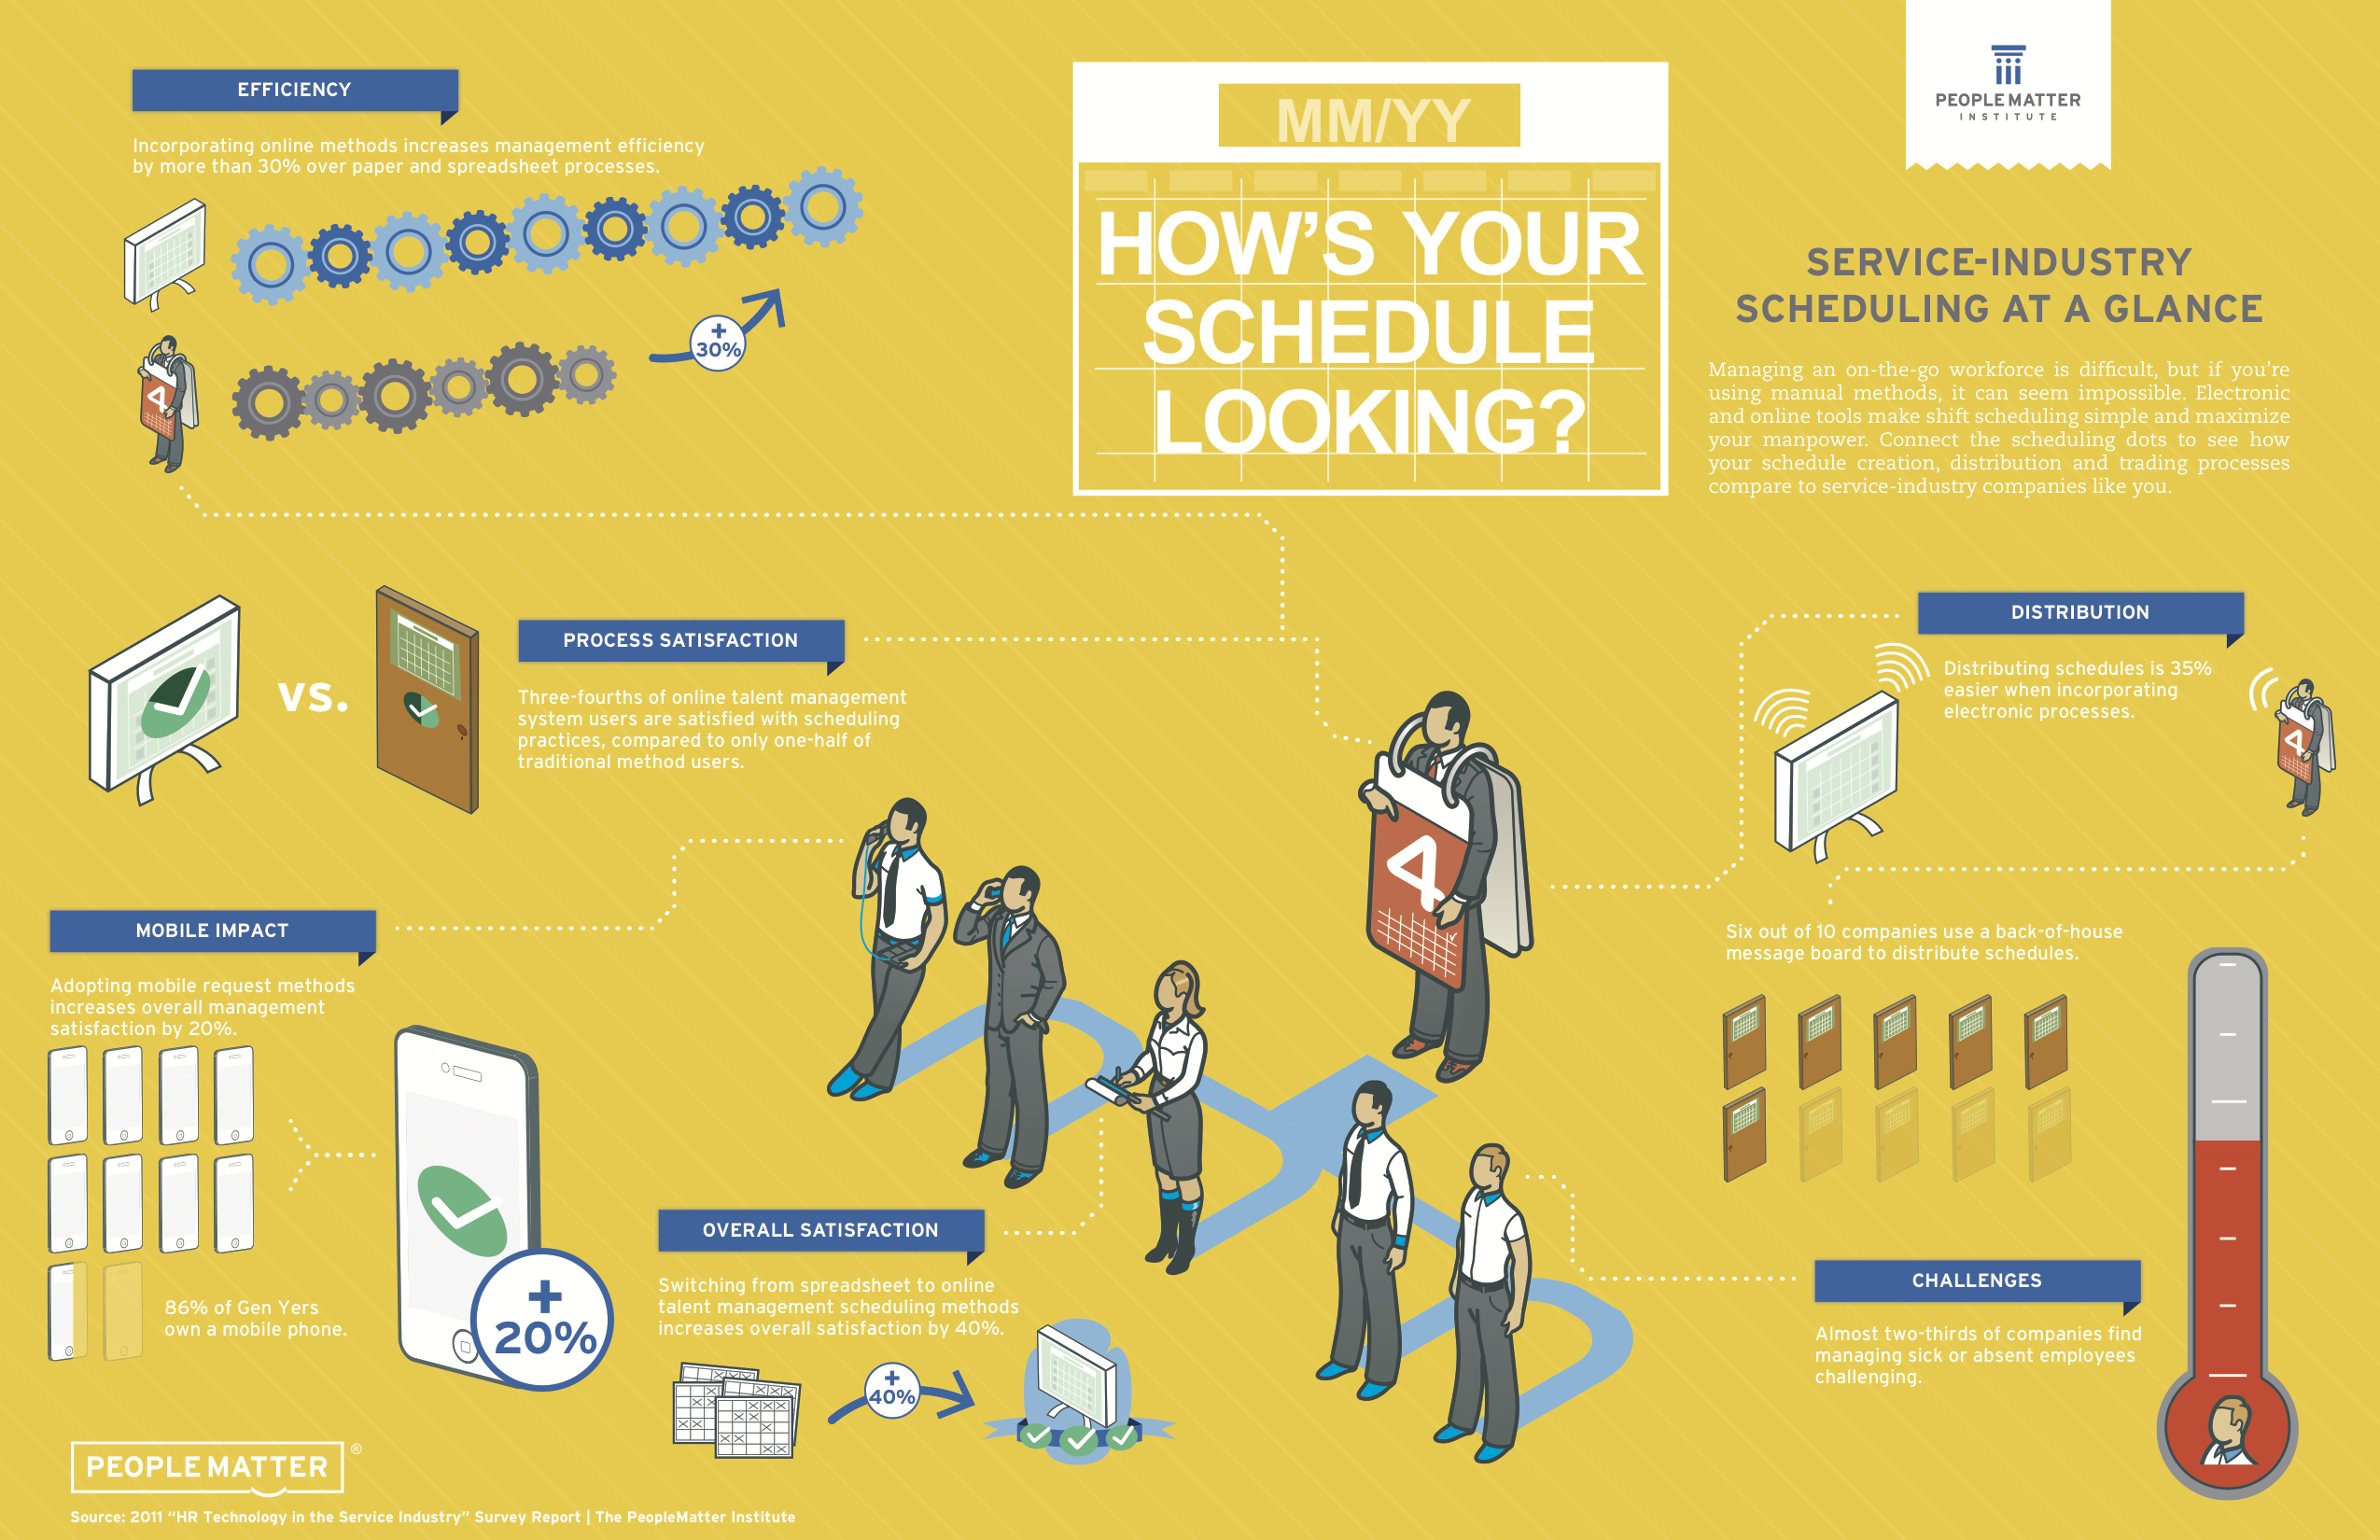 EFFICIENCY
Incorporating online methods increases management efficiency
by more than 30% over paper and spreadsheet processes.
+
30%
4
MM/YY
HOW'S YOUR
SCHEDULE
LOOKING?
PEOPLEMATTER
INSTITUTE
SERVICE-INDUSTRY
SCHEDULING AT A GLANCE
Managing an on-the-go workforce is difficult, but if you're
using manual methods, it can seem impossible. Electronic
and online tools make shift scheduling simple and maximize
your manpower. Connect the scheduling dots to see how
your schedule creation, distribution and trading processes
compare to service-industry companies like you.
vs.
PROCESS SATISFACTION
Three-fourths of online talent management
system users are satisfied with scheduling
practices, compared to only one-half of
traditional method users.
4
DISTRIBUTION
Distributing schedules is 35%
easier when incorporating
electronic processes.
4
Six out of 10 companies use a back-of-house
message board to distribute schedules.
MOBILE IMPACT
Adopting mobile request methods
increases overall management
satisfaction by 20%.
86% of Gen Yers
own a mobile phone.
+
20%
OVERALL SATISFACTION
Switching from spreadsheet to online
talent management scheduling methods
increases overall satisfaction by 40%.
+
40%
CHALLENGES
Almost two-thirds of companies find
managing sick or absent employees
challenging.
PEOPLEMATTER ®
Source: 2011 “HR Technology in the Service Industry” Survey Report | The PeopleMatter Institute